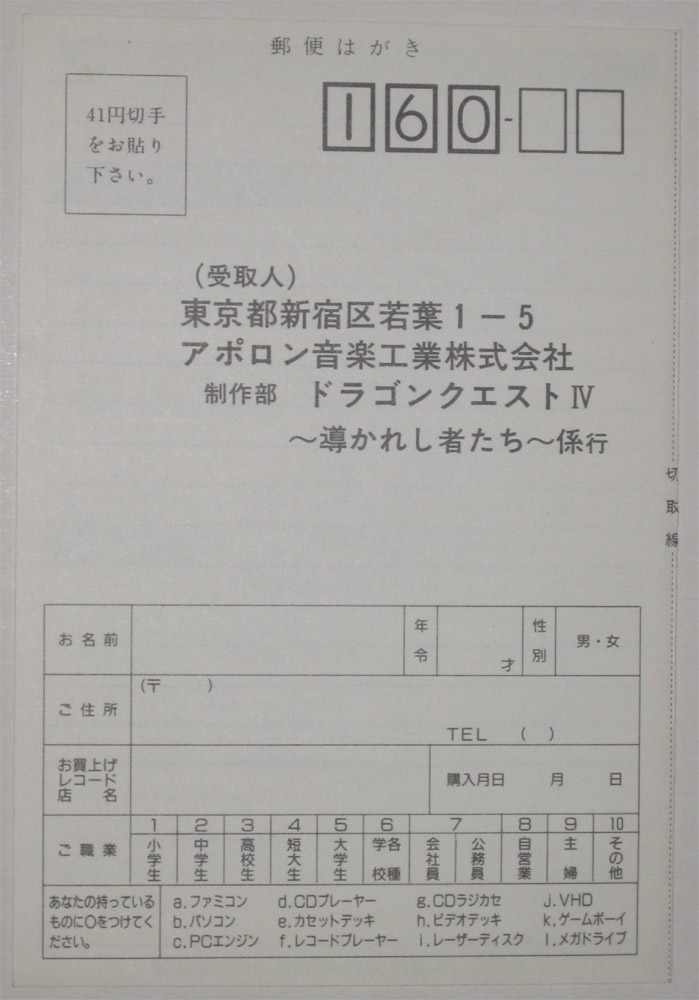 郵便はがき
41円切手
をお貼り
下さい。
160-
(受取人)
東京都新宿区若葉1-5
アポロン音楽工業株式会社
制作部 ドラゴンクエストⅣ
〜導かれし者たち〜係行
切取線
お名前
年令
才
性別
男・女
ご住所
(〒 )
TEL ( )
お買上げ
レコード
店名
購入月日 月 日
ご職業
1 2 3 4 5 6 7 8 9 10
小学生 中学生 高校生 短大生 大学生 各種学校 会社員 公務員 自営業 主婦 その他
あなたの持っている
ものに○をつけてく
ださい。
a.ファミコン d.CDプレーヤー g.CDラジカセ j.VHD
b.パソコン e.カセットデッキ h.ビデオデッキ k.ゲームボーイ
c.PCエンジン f.レコードプレーヤー i.レーザーディスク l.メガドライブ